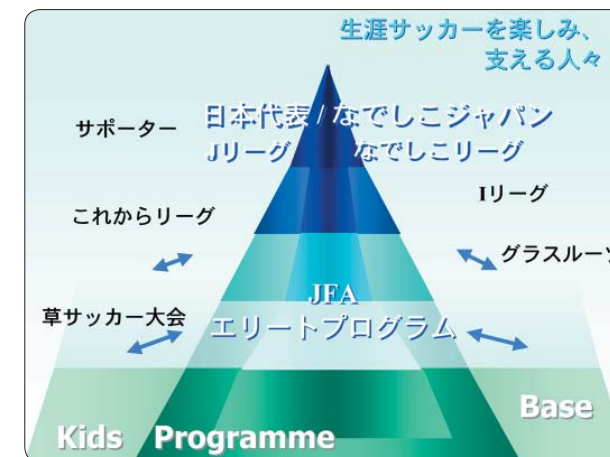 生涯サッカーを楽しみ、
支える人々
サポーター
日本代表 / なでしこジャパン
Jリーグ なでしこリーグ
Iリーグ
これからリーグ
グラスルーツ
JFA
草サッカー大会
エリートプログラム
Base
Kids Programme